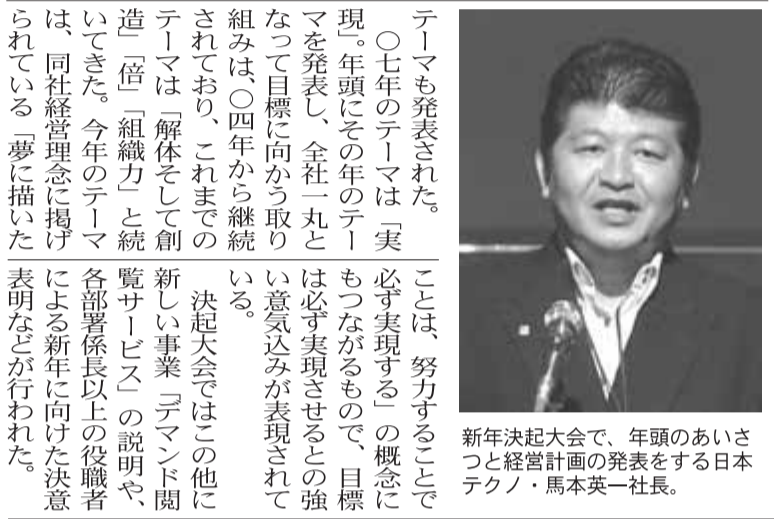 テーマも発表された。
〇七年のテーマは「実
現」。年頭にその年のテー
マを発表し、全社一丸と
なって目標に向かう取り
組みは、〇四年から継続
されており、これまでの
テーマは「解体そして創
造」「倍」「組織力」と続
いてきた。今年のテーマ
は、同社経営理念に掲げ
られている「夢に描いた
ことは、努力することで
必ず実現する」の概念に
もつながるもので、目標
は必ず実現させるとの強
い意気込みが表現されて
いる。
決起大会ではこの他に
新しい事業「デマンド閲
覧サービス」の説明や、
各部署係長以上の役職者
による新年に向けた決意
表明などが行われた。
新年決起大会で、年頭のあいさ
つと経営計画の発表をする日本
テクノ・馬本英一社長。